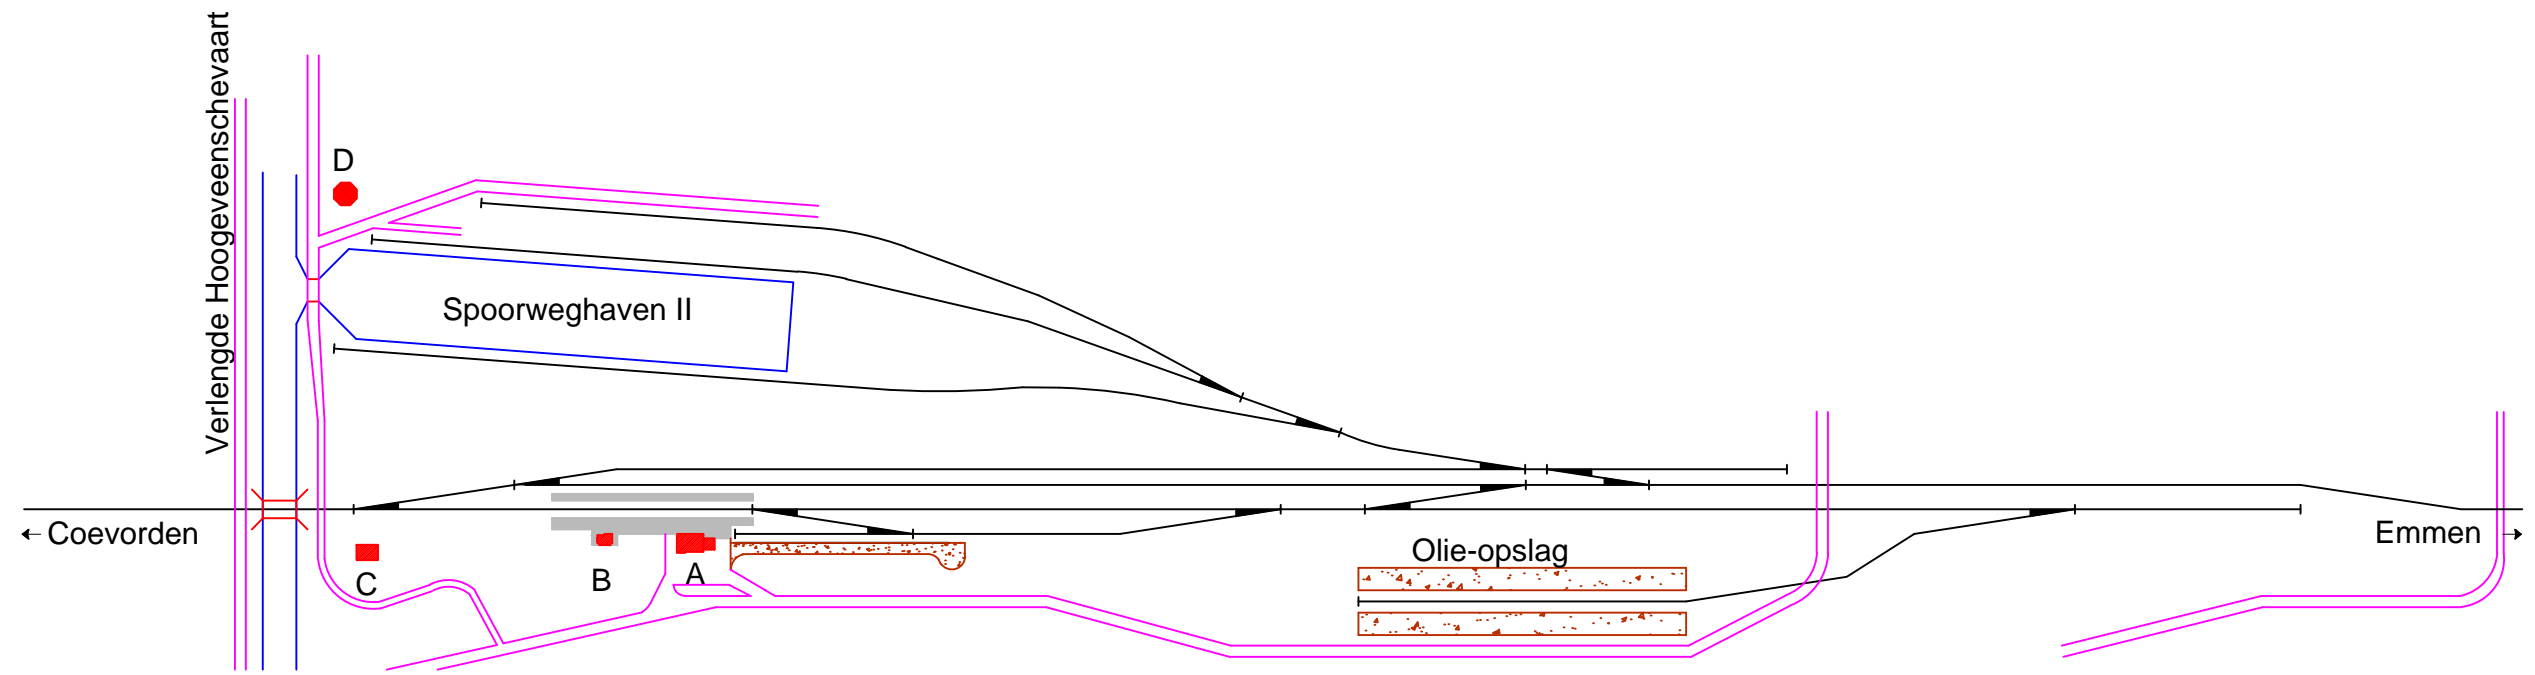 Verlengde Hoogeveenschevaart
D
Spoorweghaven II
← Coevorden
Emmen →
Olie-opslag
C
B
A